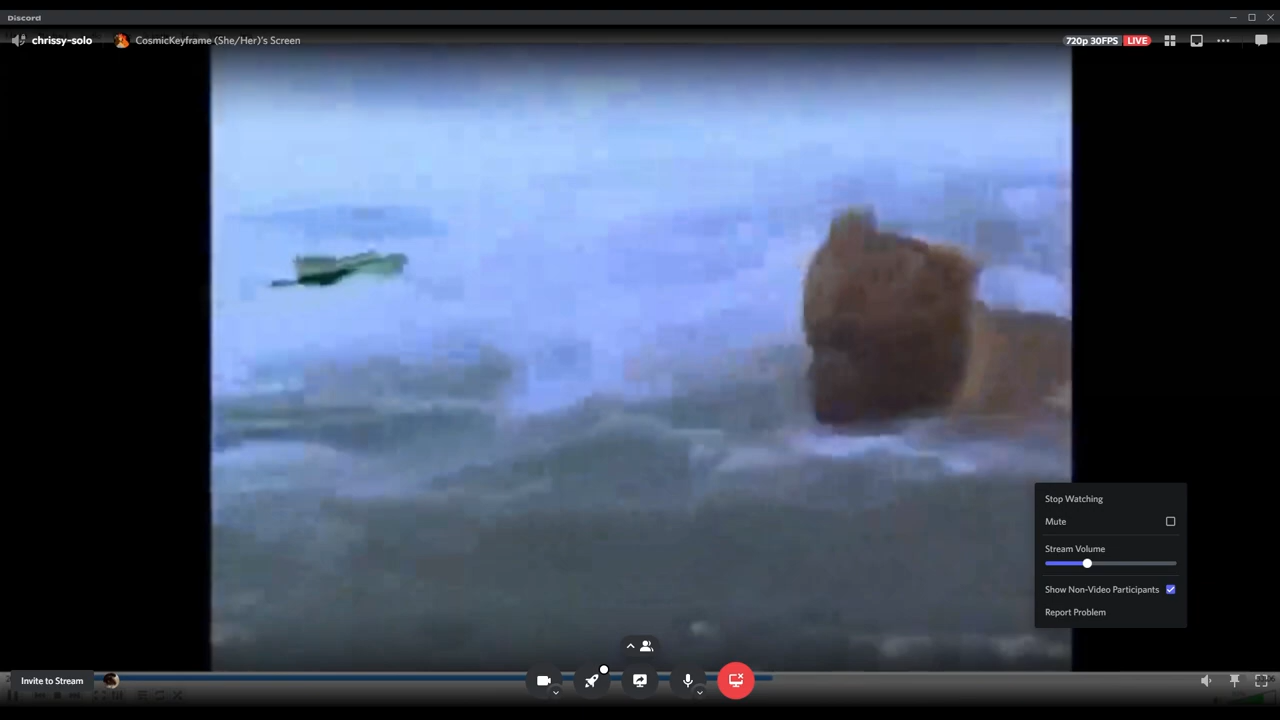 Discord
chrissy-solo
CosmicKeyframe (She/Her)'s Screen
720p 30FPS
LIVE
Stop Watching
Mute
Stream Volume
Show Non-Video Participants
Report Problem
Invite to Stream